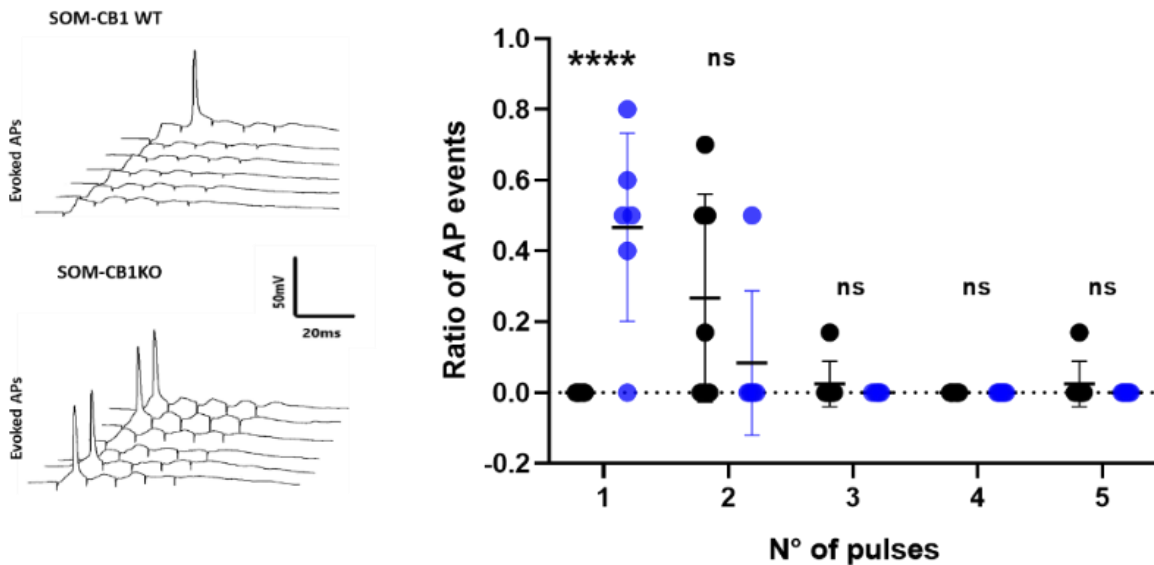 SOM-CB1 WT
Evoked APs
SOM-CB1KO
50mV
20ms
Evoked APs
Ratio of AP events
1.0
0.8
0.6
0.4
0.2
0.0
-0.2
**** ns
ns ns ns
1 2 3 4 5
N° of pulses